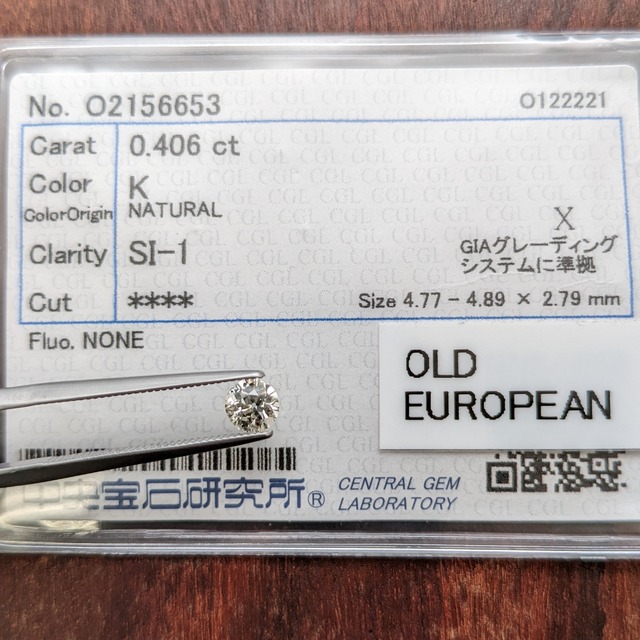 No. O2156653 O122221
Carat 0.406 ct
Color K
ColorOrigin NATURAL
X
Clarity SI-1
GIAグレーディング
システムに準拠
Cut **** Size 4.77 - 4.89 × 2.79 mm
Fluo. NONE
OLD
EUROPEAN
中央宝石研究所® CENTRAL GEM
LABORATORY